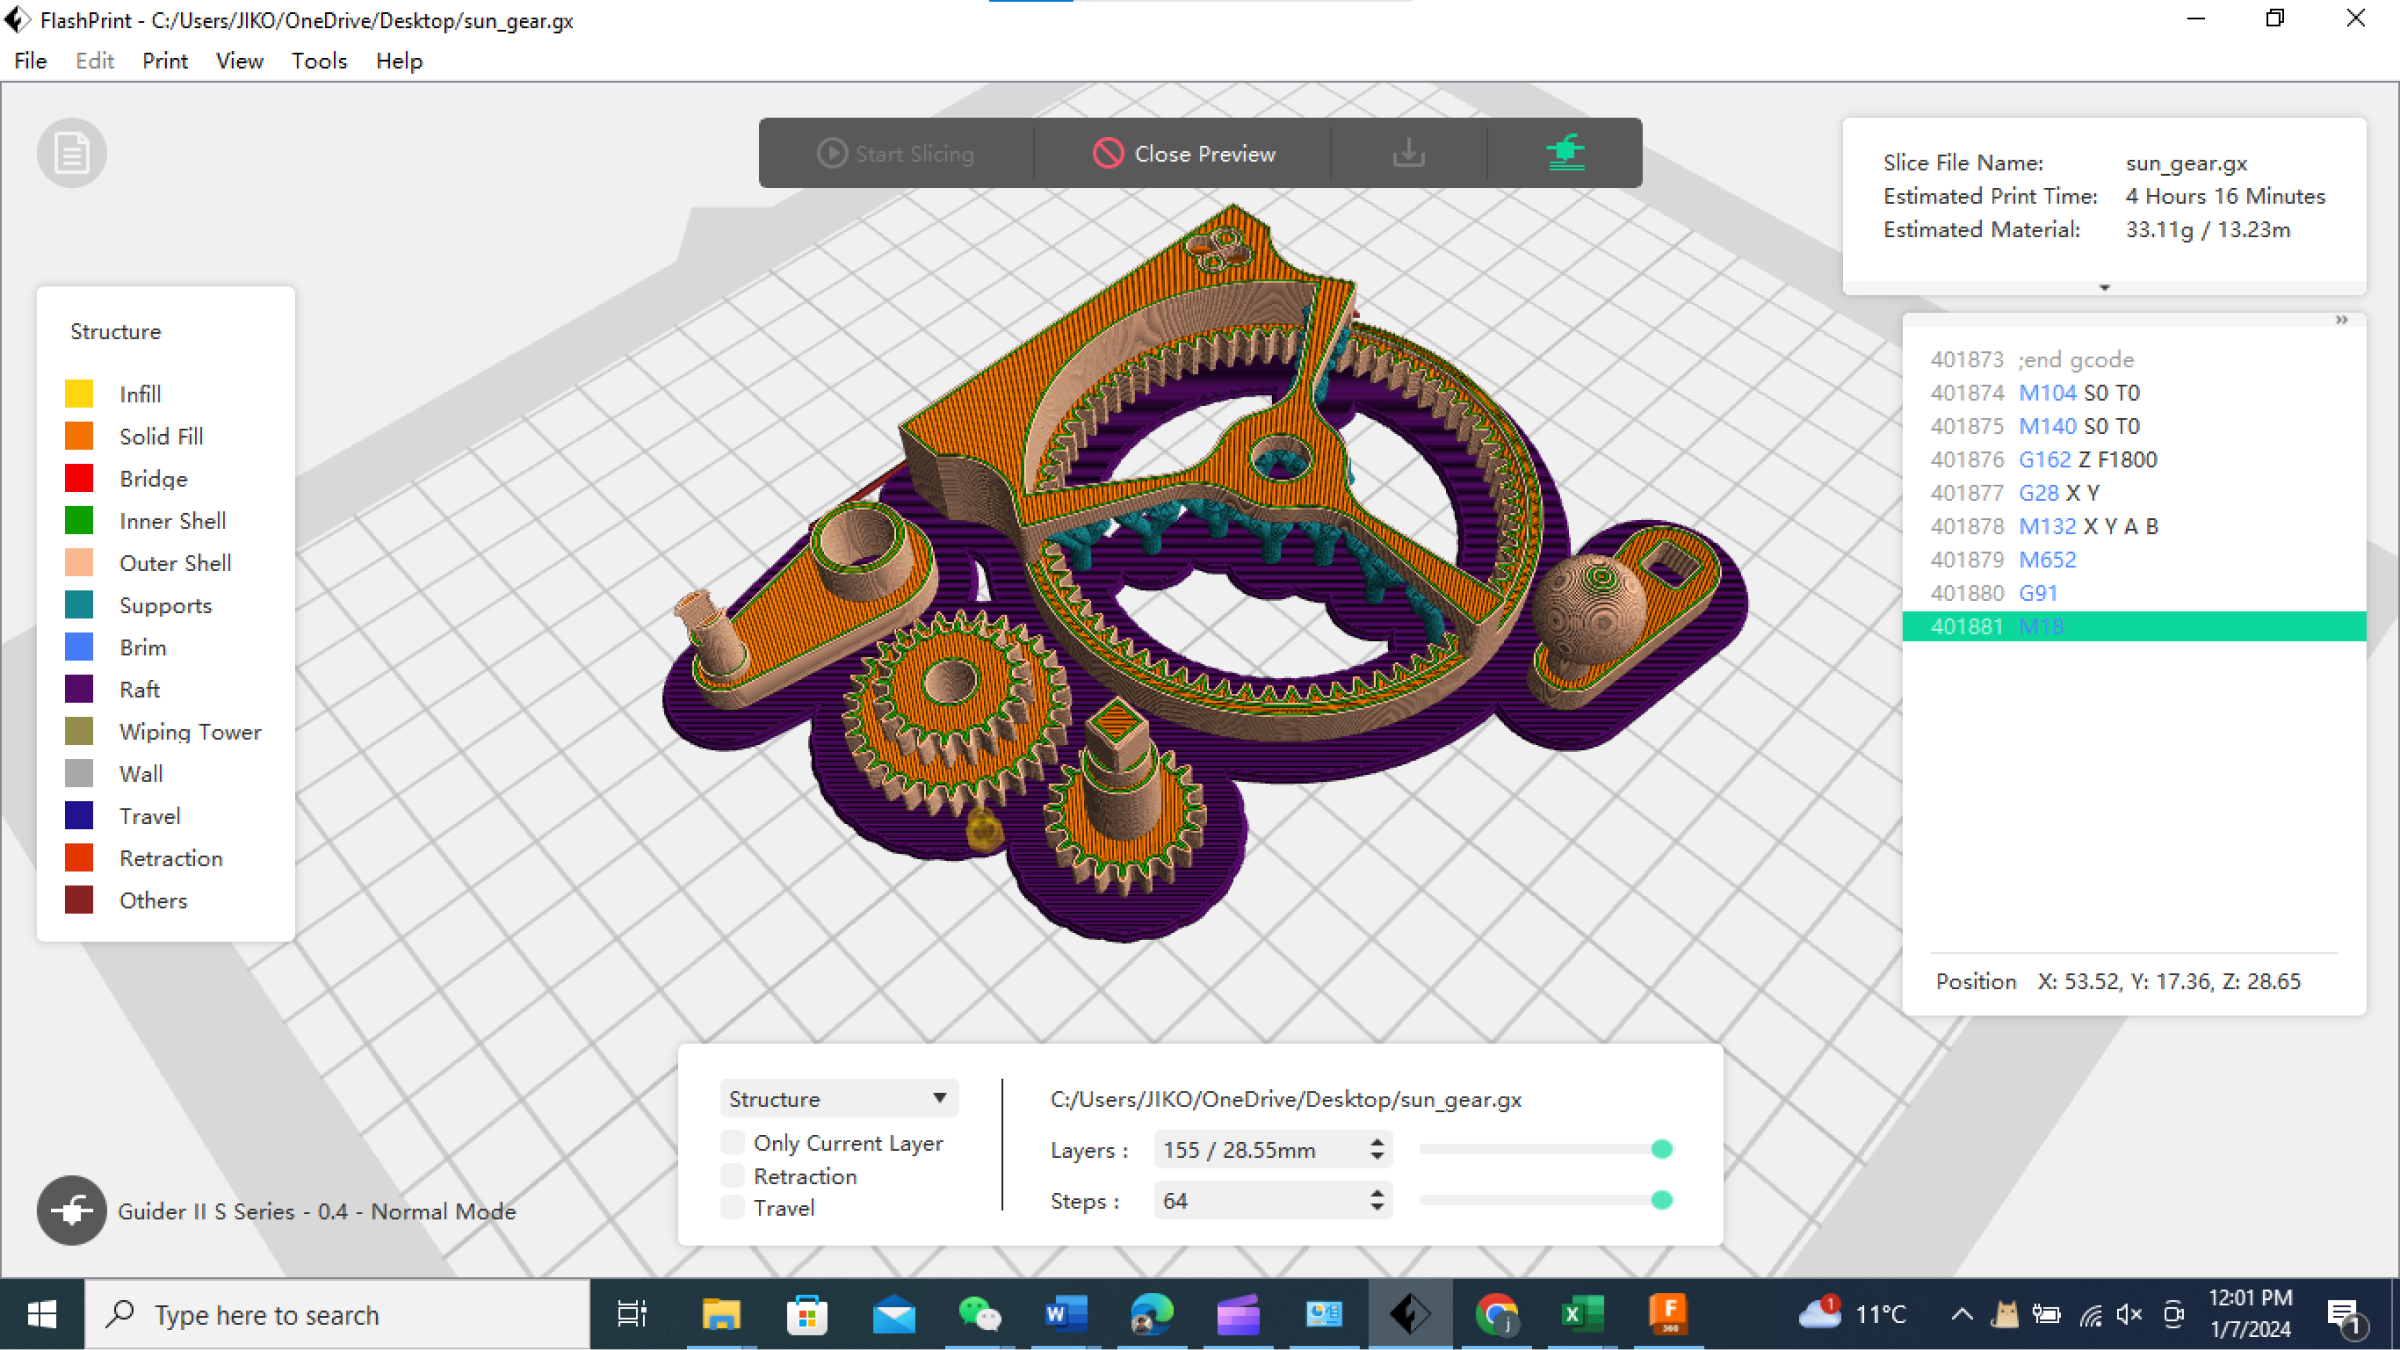 FlashPrint - C:/Users/JIKO/OneDrive/Desktop/sun_gear.gx
File Edit Print View Tools Help
Start Slicing Close Preview
Slice File Name: sun_gear.gx
Estimated Print Time: 4 Hours 16 Minutes
Estimated Material: 33.11g / 13.23m
Structure
Infill
Solid Fill
Bridge
Inner Shell
Outer Shell
Supports
Brim
Raft
Wiping Tower
Wall
Travel
Retraction
Others
401873 ;end gcode
401874 M104 S0 T0
401875 M140 S0 T0
401876 G162 Z F1800
401877 G28 X Y
401878 M132 X Y A B
401879 M652
401880 G91
401881 M18
Position X: 53.52, Y: 17.36, Z: 28.65
Structure
Only Current Layer
Retraction
Travel
C:/Users/JIKO/OneDrive/Desktop/sun_gear.gx
Layers : 155 / 28.55mm
Steps : 64
Guider II S Series - 0.4 - Normal Mode
Type here to search
W
j
X
F
360
1
11°C
12:01 PM
1/7/2024
1